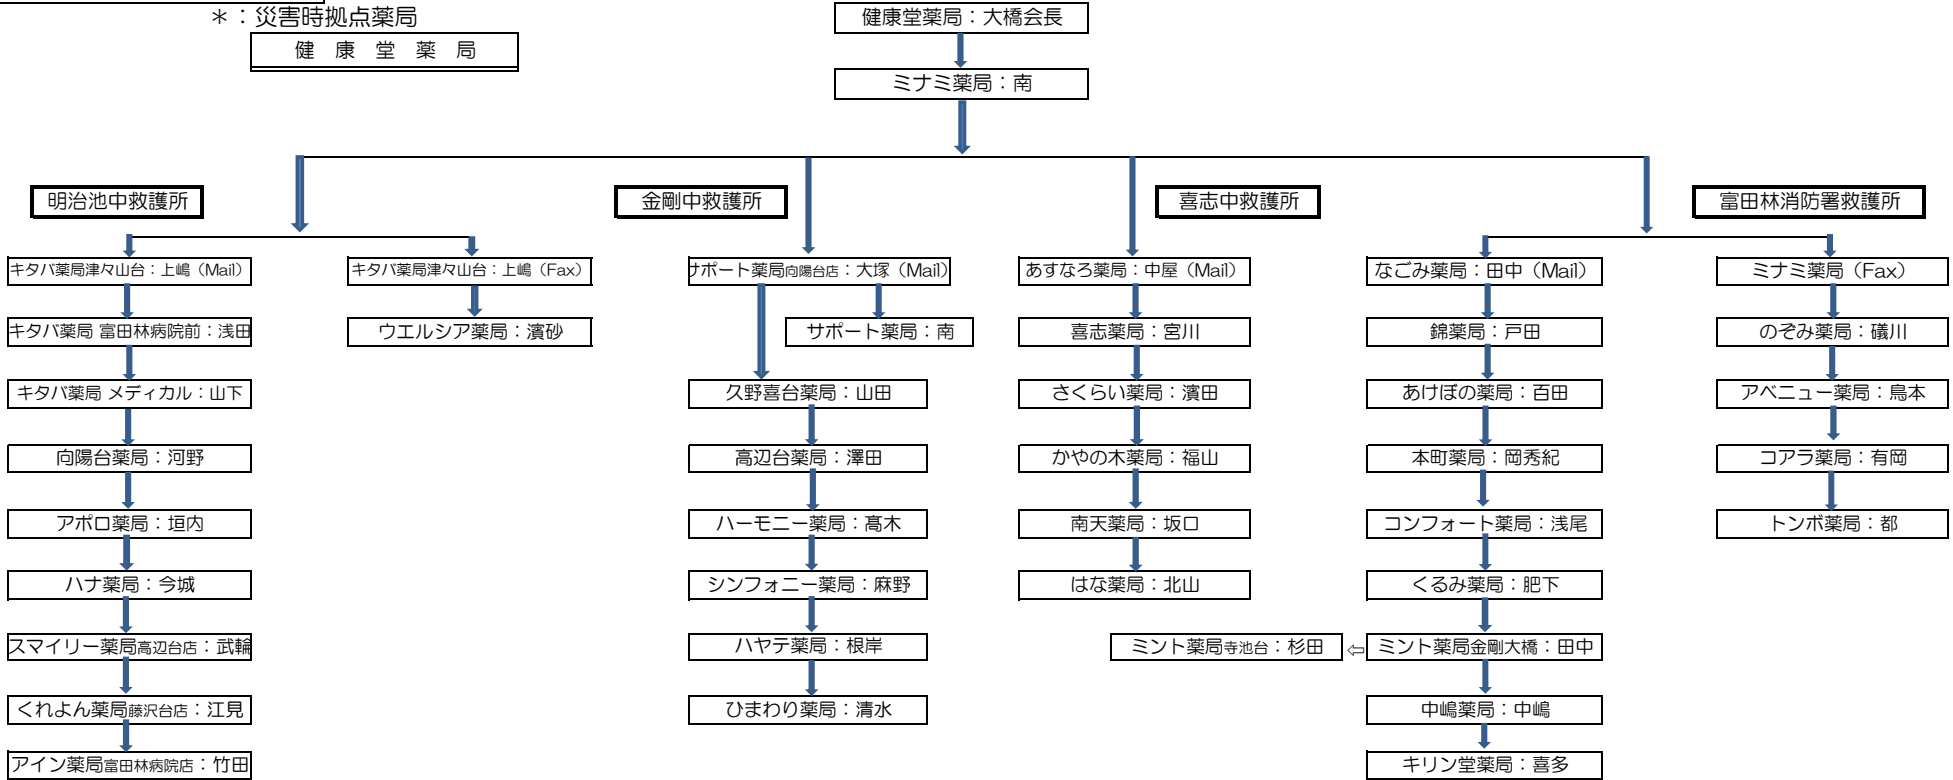 ＊：災害時拠点薬局
健康堂薬局
健康堂薬局：大橋会長
ミナミ薬局：南
明治池中救護所
キタバ薬局津々山台：上嶋（Mail）
キタバ薬局 富田林病院前：浅田
キタバ薬局 メディカル：山下
向陽台薬局：河野
アポロ薬局：垣内
ハナ薬局：今城
スマイリー薬局高辺台店：武輪
くれよん薬局藤沢台店：江見
アイン薬局富田林病院店：竹田
キタバ薬局津々山台：上嶋（Fax）
ウエルシア薬局：濱砂
金剛中救護所
サポート薬局向陽台店：大塚（Mail）
サポート薬局：南
久野喜台薬局：山田
高辺台薬局：澤田
ハーモニー薬局：髙木
シンフォニー薬局：麻野
ハヤテ薬局：根岸
ひまわり薬局：清水
喜志中救護所
あすなろ薬局：中屋（Mail）
喜志薬局：宮川
さくらい薬局：濱田
かやの木薬局：福山
南天薬局：坂口
はな薬局：北山
富田林消防署救護所
なごみ薬局：田中（Mail）
錦薬局：戸田
あけぼの薬局：百田
本町薬局：岡秀紀
コンフォート薬局：浅尾
くるみ薬局：肥下
ミント薬局金剛大橋：田中
⇦
ミント薬局寺池台：杉田
中嶋薬局：中嶋
キリン堂薬局：喜多
ミナミ薬局（Fax）
のぞみ薬局：礒川
アベニュー薬局：鳥本
コアラ薬局：有岡
トンボ薬局：都